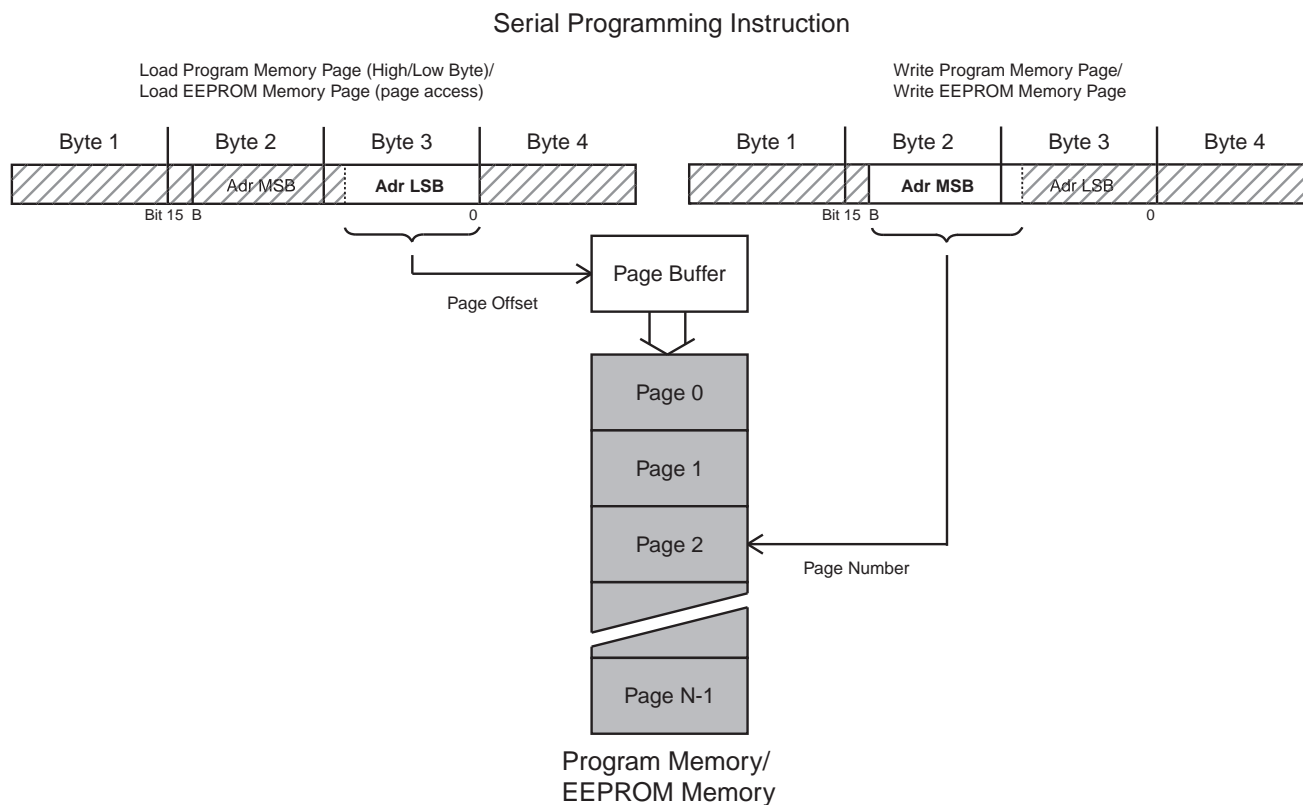 Serial Programming Instruction
Load Program Memory Page (High/Low Byte)/
Load EEPROM Memory Page (page access)
Write Program Memory Page/
Write EEPROM Memory Page
Byte 1 Byte 2 Byte 3 Byte 4
Byte 1 Byte 2 Byte 3 Byte 4
Adr MSB Adr LSB
Adr MSB Adr LSB
Bit 15 B 0
Bit 15 B 0
Page Buffer
Page Offset
Page 0
Page 1
Page 2
Page Number
Page N-1
Program Memory/
EEPROM Memory